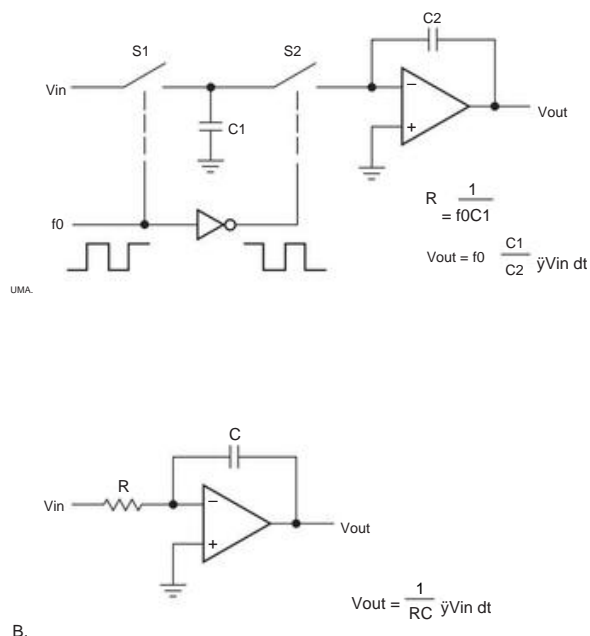 C2
S1
S2
Vin
C1
−
+
Vout
f0
R 1
= f0C1
Vout = f0 C1
C2 ÿVin dt
UMA.
C
R
Vin
−
+
Vout
Vout = 1
RC ÿVin dt
B.